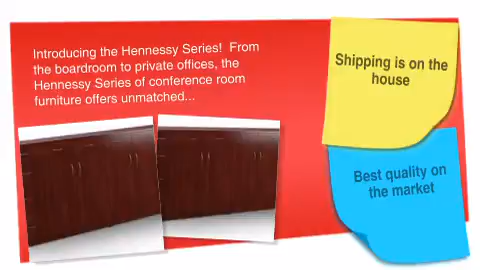 Introducing the Hennessy Series!  From
the boardroom to private offices, the
Hennessy Series of conference room
furniture offers unmatched...
Shipping is on the
house
Best quality on
the market